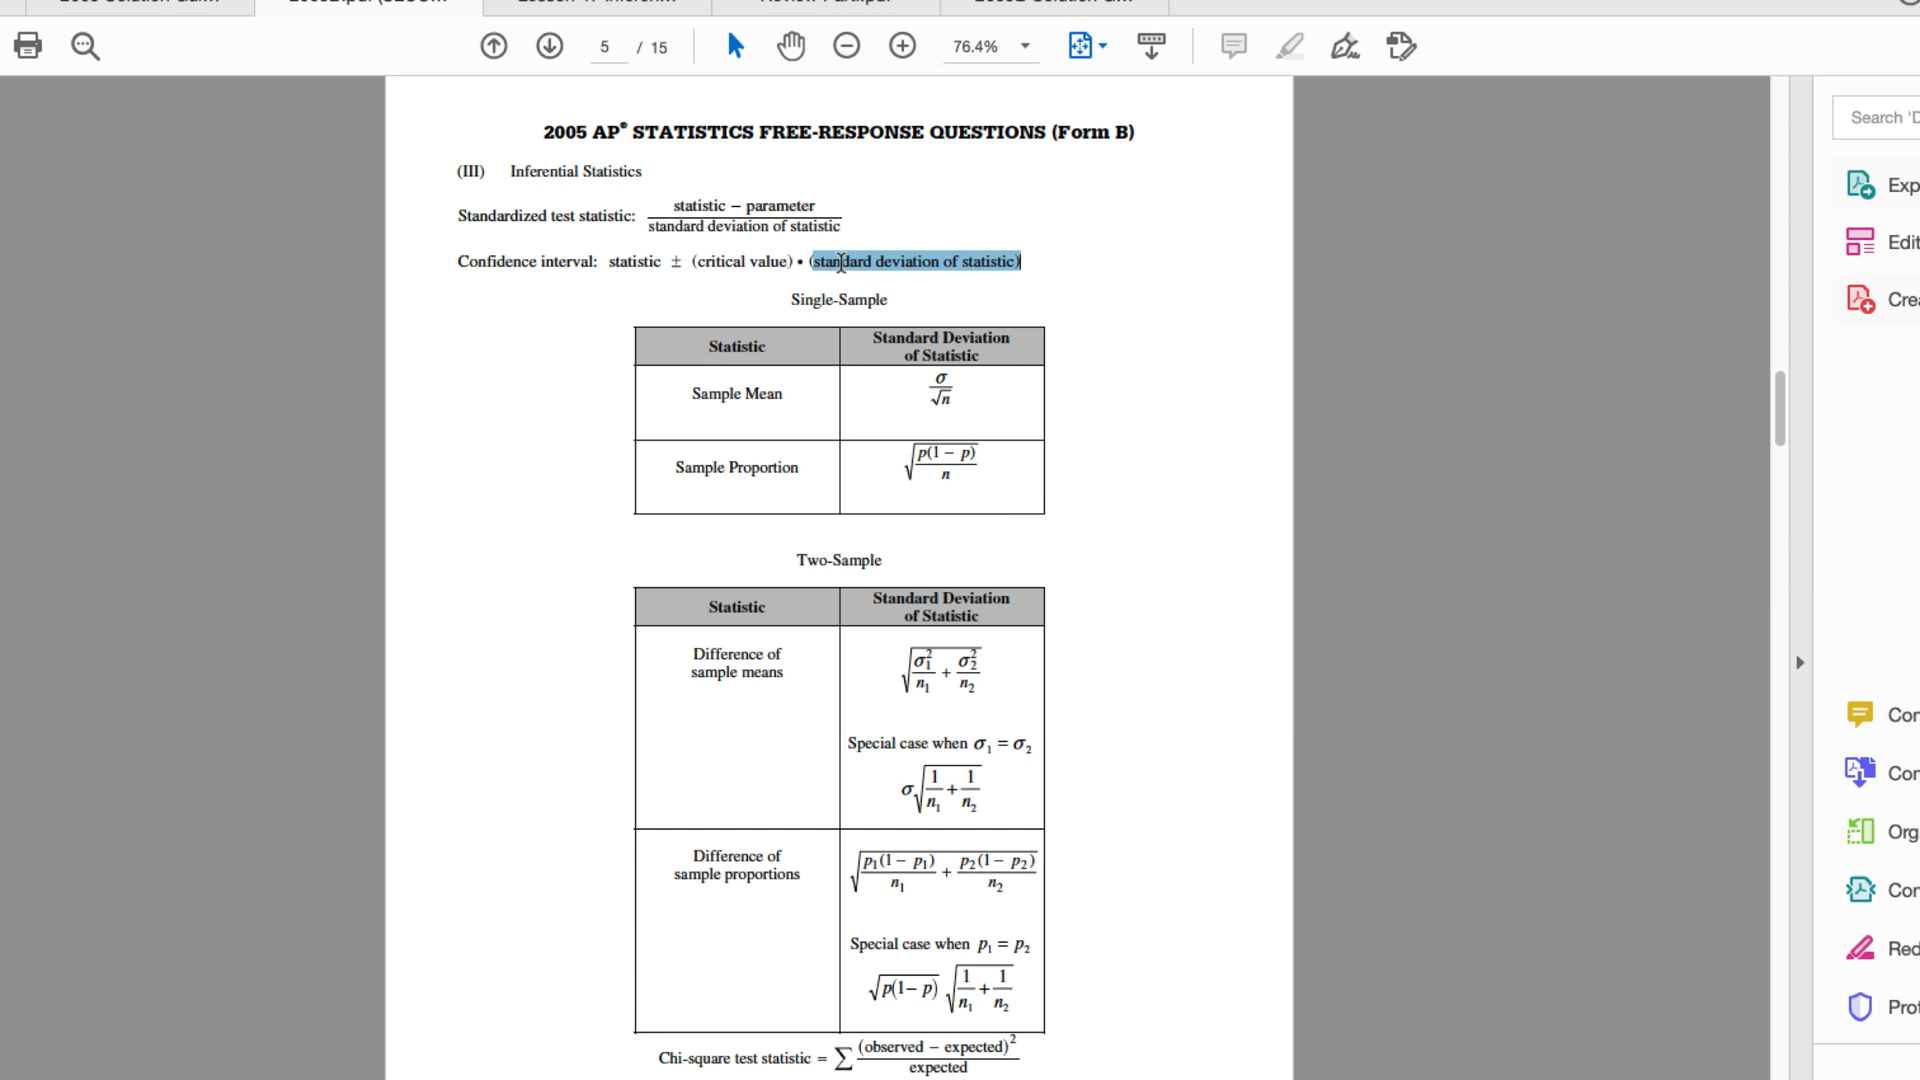 5 / 15
76.4%
Search 'D
2005 AP® STATISTICS FREE-RESPONSE QUESTIONS (Form B)
(III) Inferential Statistics
Standardized test statistic: statistic − parameter / standard deviation of statistic
Confidence interval: statistic ± (critical value) • (standard deviation of statistic)
Single-Sample
Statistic Standard Deviation of Statistic
Sample Mean σ/√n
Sample Proportion √(p(1 − p)/n)
Two-Sample
Statistic Standard Deviation of Statistic
Difference of sample means √(σ₁²/n₁ + σ₂²/n₂)
Special case when σ₁ = σ₂
σ√(1/n₁ + 1/n₂)
Difference of sample proportions √(p₁(1 − p₁)/n₁ + p₂(1 − p₂)/n₂)
Special case when p₁ = p₂
√p(1− p) √(1/n₁ + 1/n₂)
Chi-square test statistic = ∑ (observed − expected)² / expected
Exp
Edit
Crea
Con
Con
Org
Con
Red
Prot